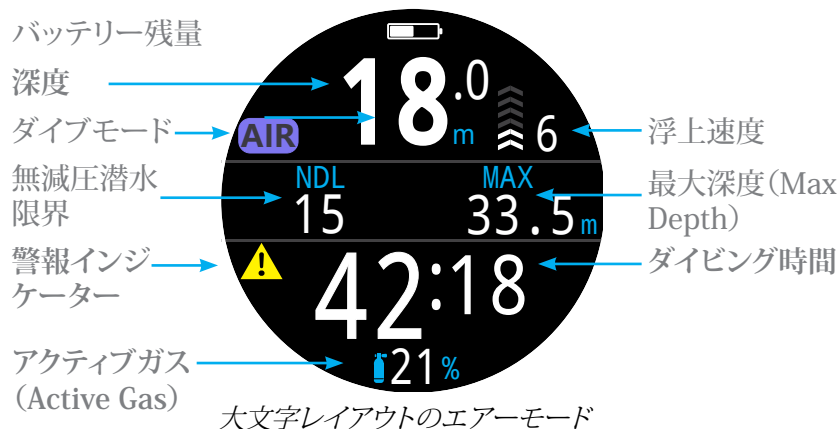 バッテリー残量
深度
ダイブモード
無減圧潜水
限界
警報インジ
ケーター
アクティブガス
(Active Gas)
18.0
m
6
AIR
NDL
15
MAX
33.5m
42:18
21%
浮上速度
最大深度(Max
Depth)
ダイビング時間
大文字レイアウトのエアーモード